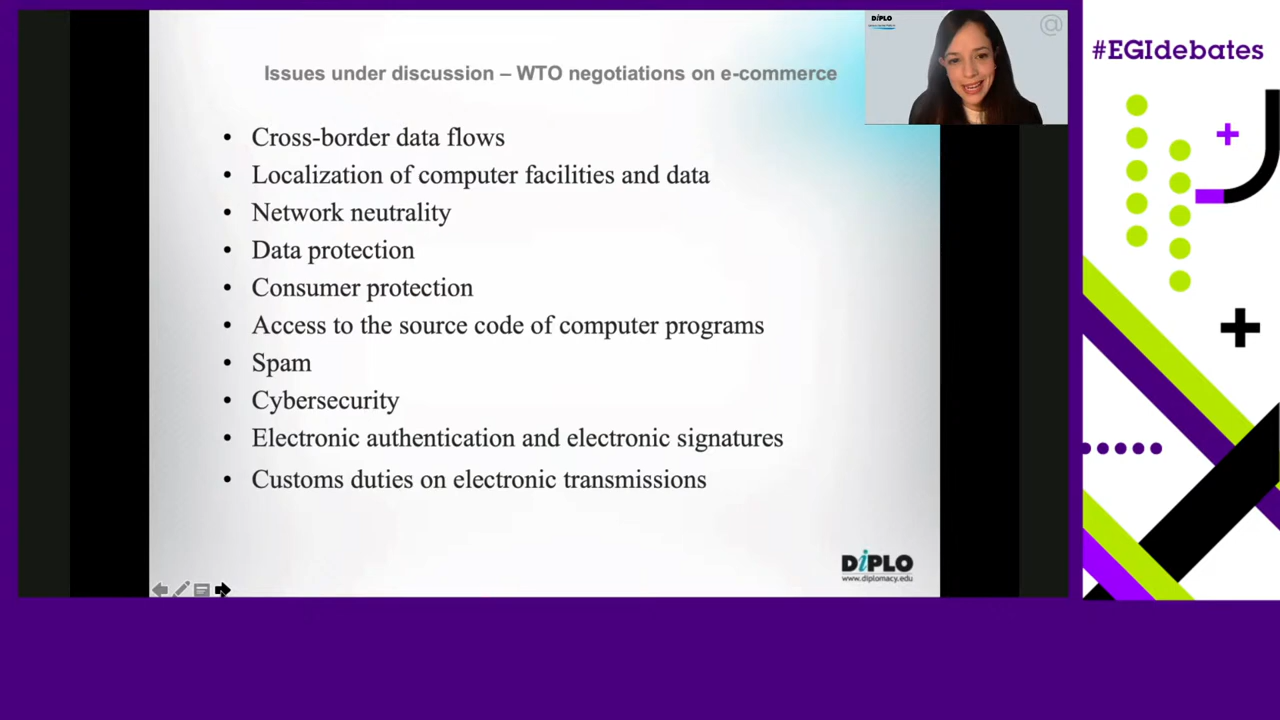 DiPLO
@
#EGIdebates
Issues under discussion – WTO negotiations on e-commerce
• Cross-border data flows
• Localization of computer facilities and data
• Network neutrality
• Data protection
• Consumer protection
• Access to the source code of computer programs
• Spam
• Cybersecurity
• Electronic authentication and electronic signatures
• Customs duties on electronic transmissions
DiPLO
www.diplomacy.edu